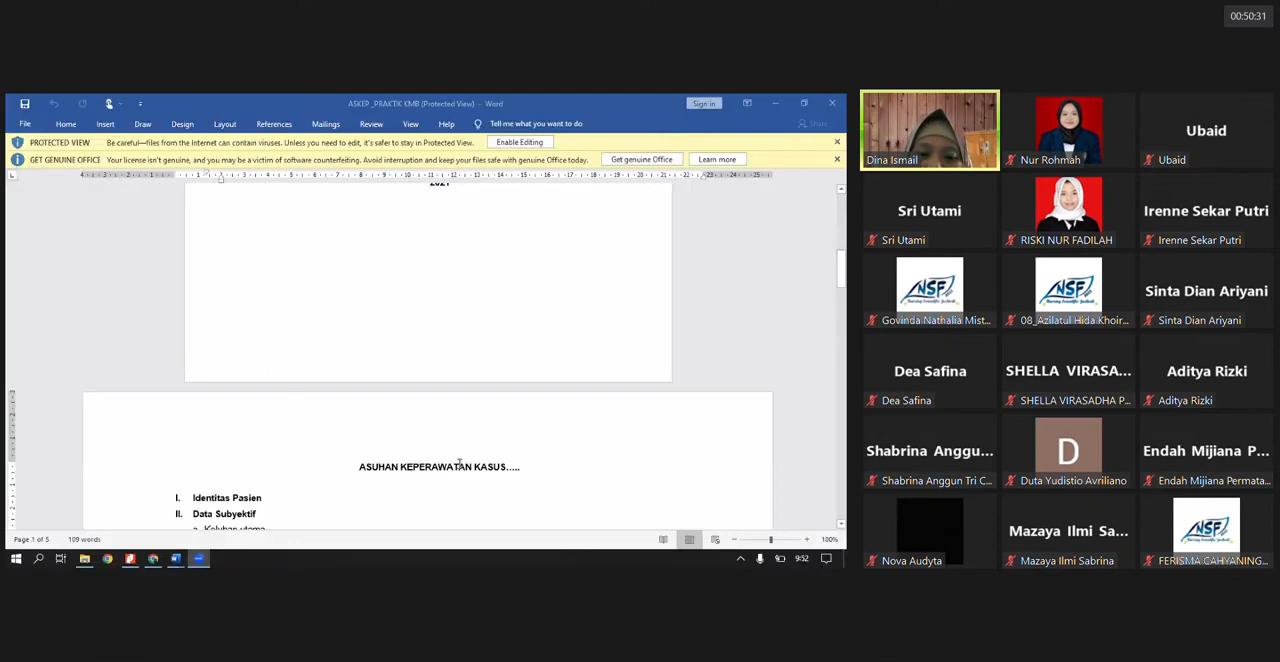 00:50:31
ASKEP_PRAKTIK KMB (Protected View) - Word
Sign in
File Home Insert Draw Design Layout References Mailings Review View Help Tell me what you want to do Share
PROTECTED VIEW Be careful—files from the Internet can contain viruses. Unless you need to edit, it's safer to stay in Protected View. Enable Editing
GET GENUINE OFFICE Your license isn't genuine, and you may be a victim of software counterfeiting. Avoid interruption and keep your files safe with genuine Office today. Get genuine Office Learn more
2021
ASUHAN KEPERAWATAN KASUS.....
I. Identitas Pasien
II. Data Subyektif
a. Keluhan utama
Page 1 of 5 109 words 100%
9:52
Dina Ismail
Nur Rohmah
Ubaid
Ubaid
Sri Utami
Sri Utami
RISKI NUR FADILAH
Irenne Sekar Putri
Irenne Sekar Putri
NSF
Govinda Nathalia Mist...
NSF
08_Azilatul Hida Khoir...
Sinta Dian Ariyani
Sinta Dian Ariyani
Dea Safina
Dea Safina
SHELLA VIRASA...
SHELLA VIRASADHA P...
Aditya Rizki
Aditya Rizki
Shabrina Anggu...
Shabrina Anggun Tri C...
D
Duta Yudistio Avriliano
Endah Mijiana P...
Endah Mijiana Permata...
Nova Audyta
Mazaya Ilmi Sa...
Mazaya Ilmi Sabrina
NSF
FERISMA CAHYANING...